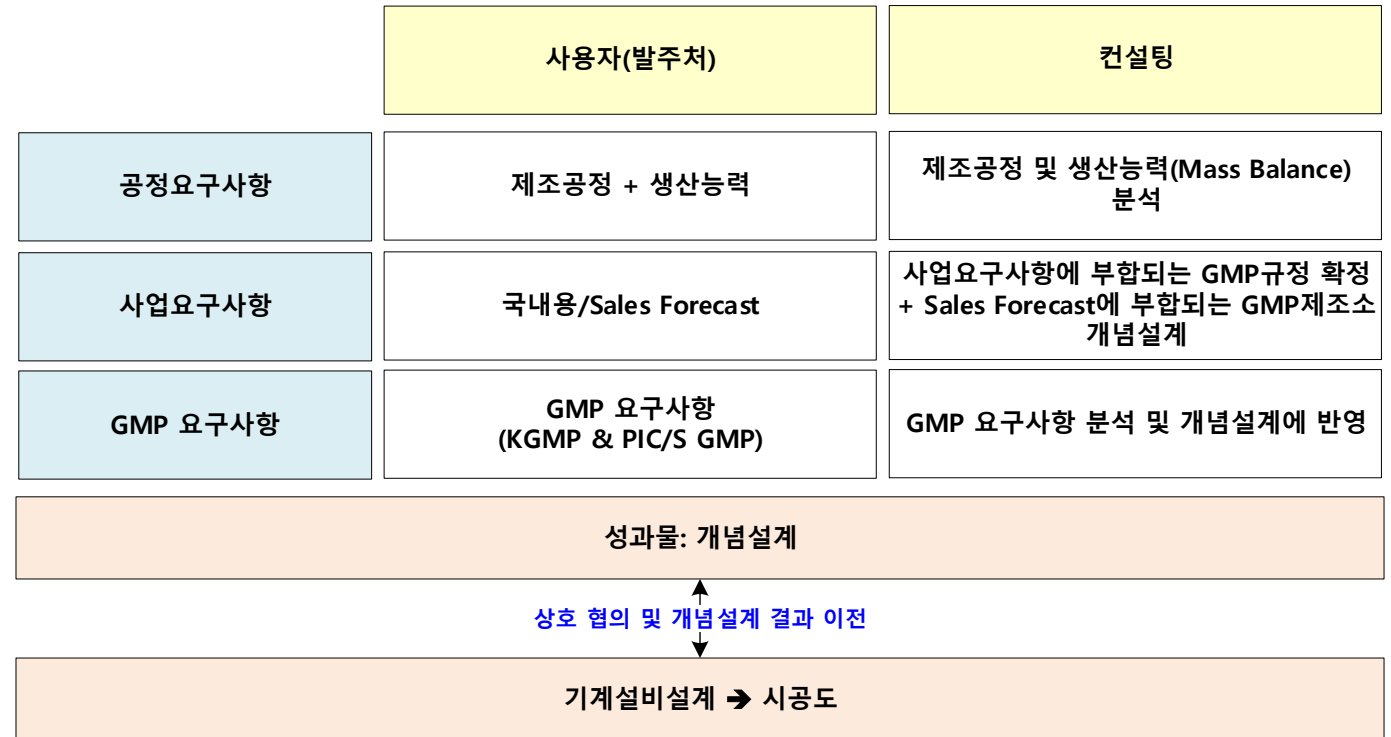 사용자(발주처)
컨설팅
공정요구사항
제조공정 + 생산능력
제조공정 및 생산능력(Mass Balance)
분석
사업요구사항
국내용/Sales Forecast
사업요구사항에 부합되는 GMP규정 확정
+ Sales Forecast에 부합되는 GMP제조소
개념설계
GMP 요구사항
GMP 요구사항
(KGMP & PIC/S GMP)
GMP 요구사항 분석 및 개념설계에 반영
성과물: 개념설계
상호 협의 및 개념설계 결과 이전
기계설비설계 ➔ 시공도